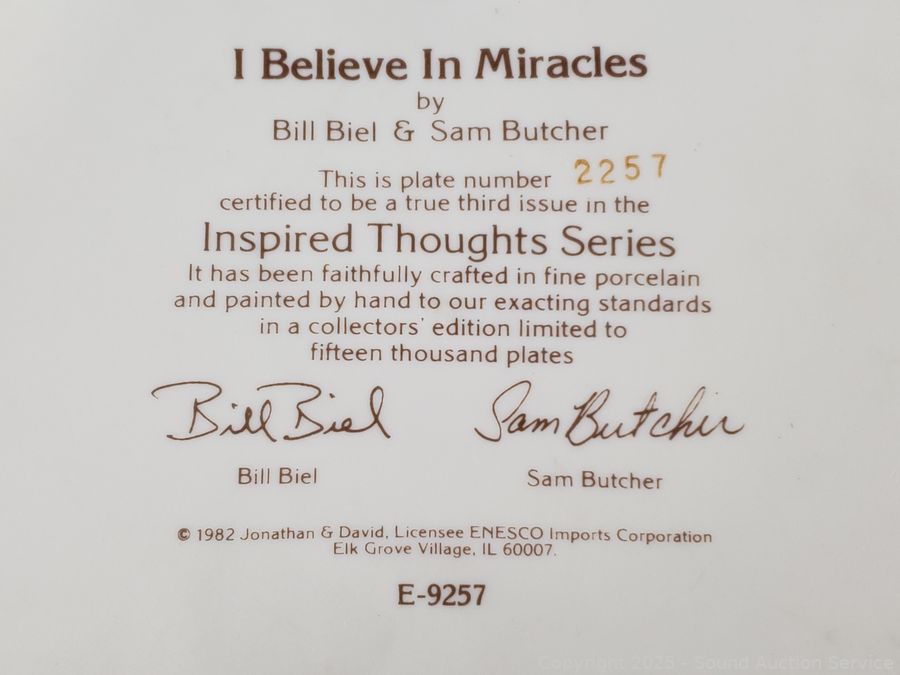 I Believe In Miracles
by
Bill Biel & Sam Butcher
This is plate number 2257
certified to be a true third issue in the
Inspired Thoughts Series
It has been faithfully crafted in fine porcelain
and painted by hand to our exacting standards
in a collectors' edition limited to
fifteen thousand plates
Bill Biel Sam Butcher
Bill Biel Sam Butcher
© 1982 Jonathan & David, Licensee ENESCO Imports Corporation
Elk Grove Village, IL 60007.
E-9257
Copyright 2025 - Sound Auction Service